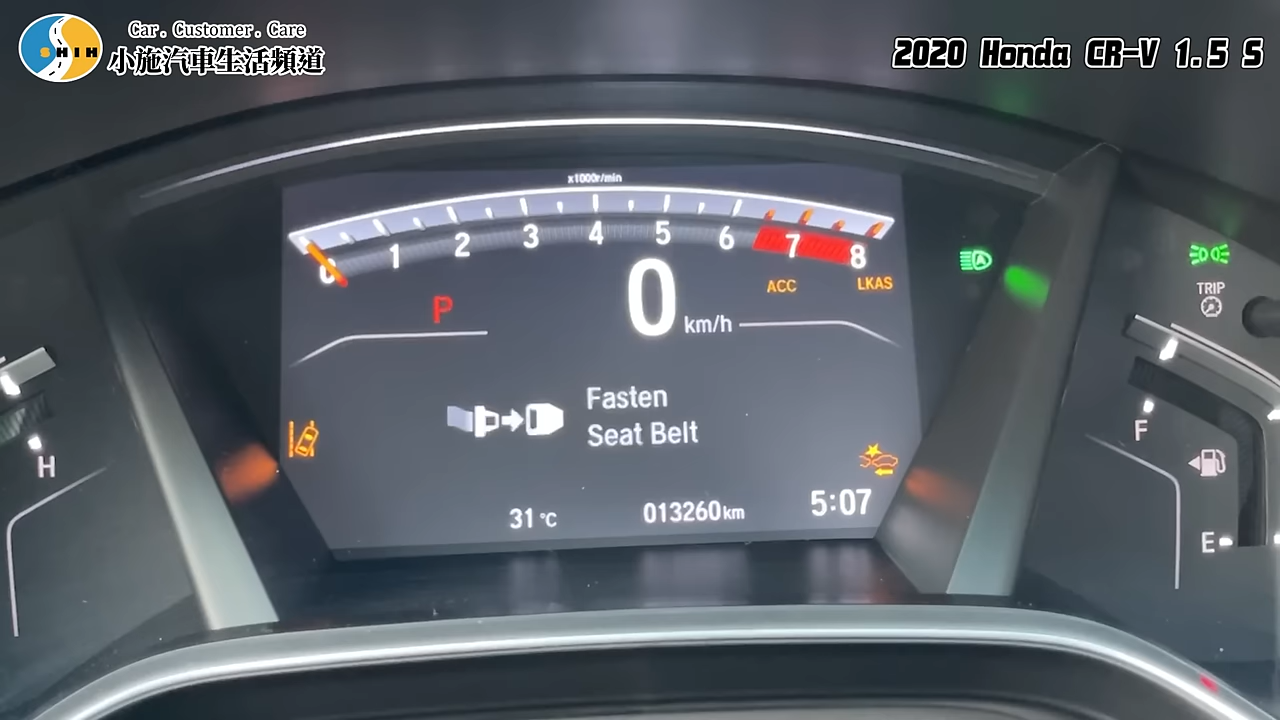 Car. Customer. Care
SHIH
小施汽車生活頻道
2020 Honda CR-V 1.5 S
x1000r/min
0 1 2 3 4 5 6 7 8
P
0 km/h
ACC
LKAS
A
TRIP
Fasten
Seat Belt
H
F
E
31°C
013260km
5:07